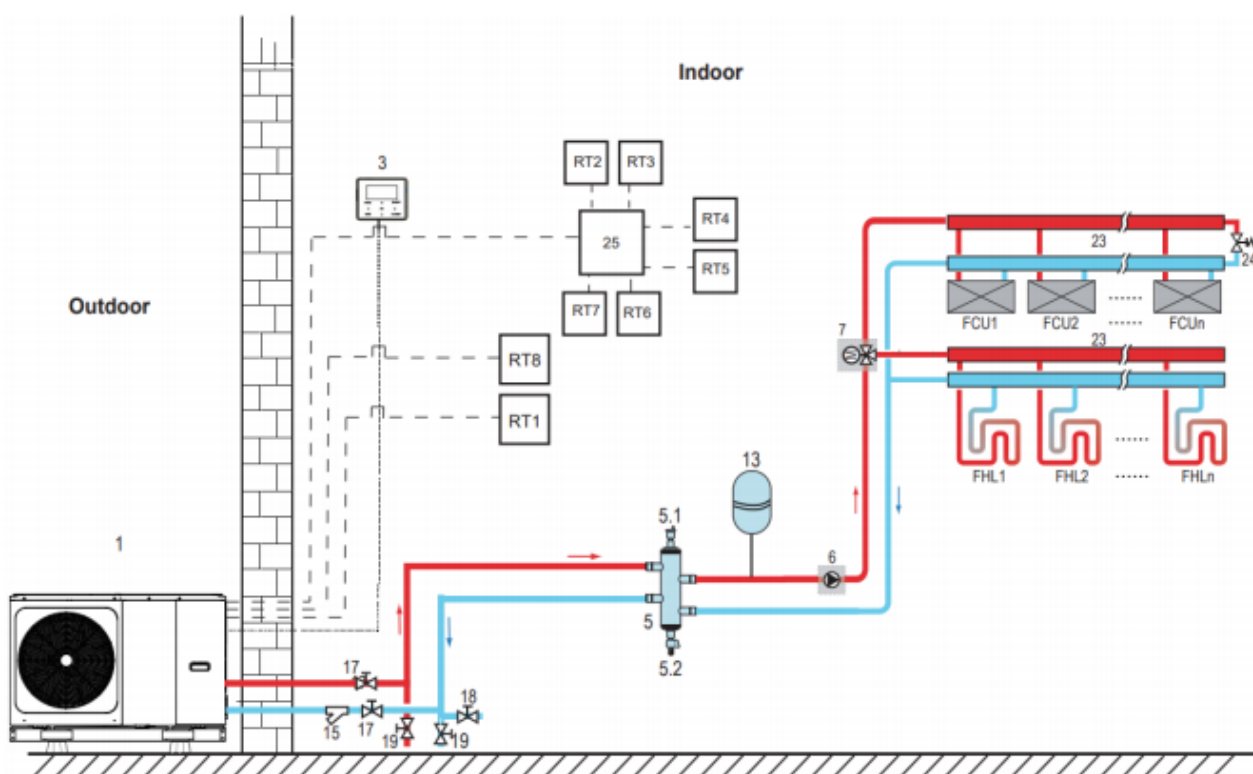 Indoor
3
RT2
RT3
RT4
25
RT5
RT7
RT6
23
24
FCU1
FCU2
......
......
FCUn
Outdoor
7
M
23
RT8
RT1
13
FHL1
FHL2
......
......
FHLn
5.1
6
1
5
5.2
17
18
15
17
19
19